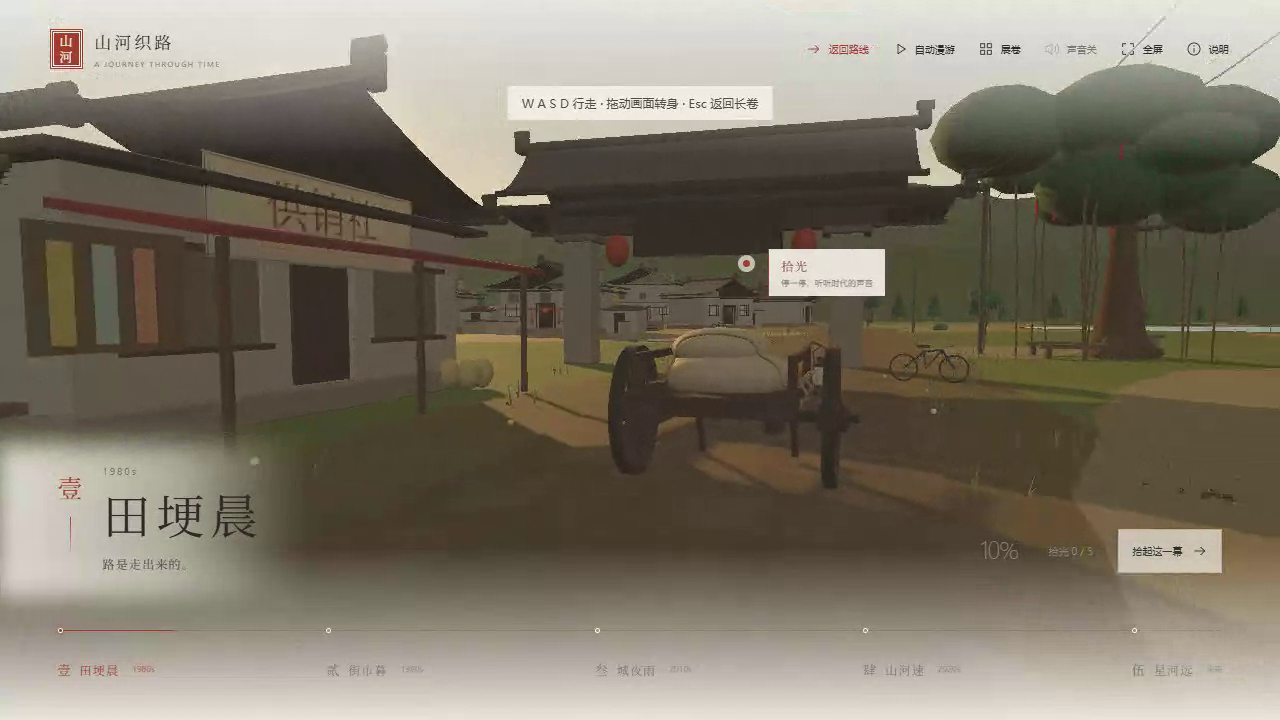 山河
山河织路
A JOURNEY THROUGH TIME
返回路线
自动漫游
展卷
声音关
全屏
说明
W A S D 行走 · 拖动画面转身 · Esc 返回长卷
供销社
拾光
停一停，听听时代的声音
壹
1980s
田埂晨
路是走出来的。
10%
拾光 0 / 5
拾起这一幕
壹 田埂晨 1980s
贰 街市暮 1990s
叁 城夜雨 2010s
肆 山河速 2020s
伍 星河远